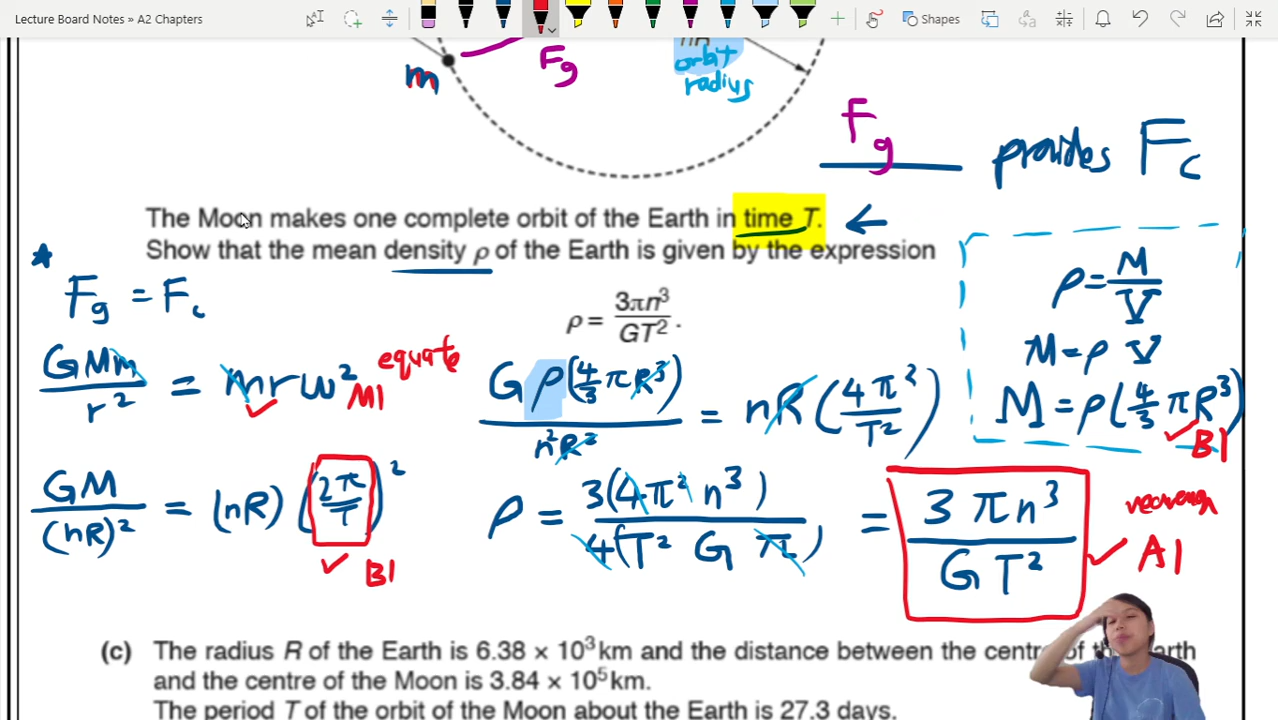 Lecture Board Notes » A2 Chapters
Shapes
m
Fg
nR
orbit
radius
Fg provides Fc
The Moon makes one complete orbit of the Earth in time T. ←
Show that the mean density ρ of the Earth is given by the expression
ρ = 3πn³ / GT² .
★
Fg = Fc
GMm / r² = mrω² M1 equate
GM / (nR)² = (nR) (2π / T)²
✓ B1
Gρ(4/3 πR³) / n²R² = nR (4π² / T²)
ρ = 3(4π² n³) / 4(T² G π) = 3 πn³ / G T²
✓ A1
ρ = M / V
M = ρ V
M = ρ(4/3 πR³)
✓ B1
(c) The radius R of the Earth is 6.38 × 10³ km and the distance between the centre of the Earth
and the centre of the Moon is 3.84 × 10⁵ km.
The period T of the orbit of the Moon about the Earth is 27.3 days.